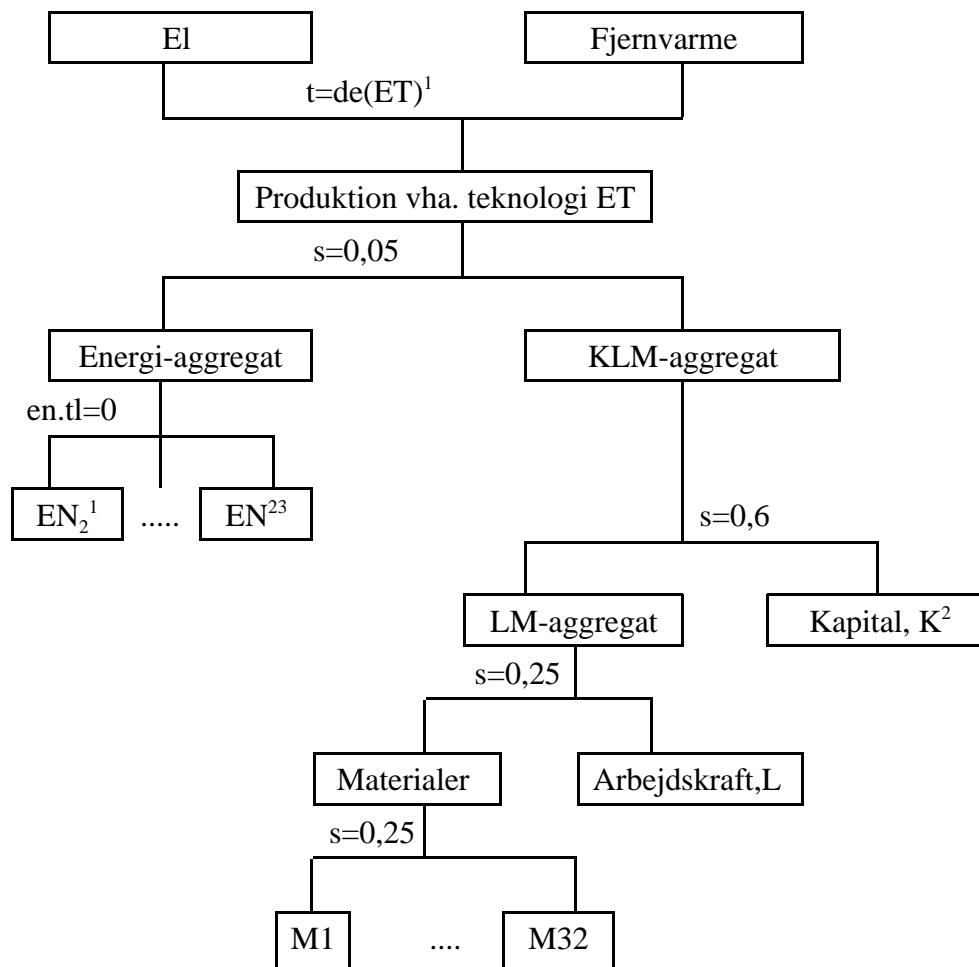 El
Fjernvarme
t=de(ET)¹
Produktion vha. teknologi ET
s=0,05
Energi-aggregat
KLM-aggregat
en.tl=0
EN₂¹ ..... EN²³
s=0,6
LM-aggregat
Kapital, K²
s=0,25
Materialer
Arbejdskraft,L
s=0,25
M1 .... M32